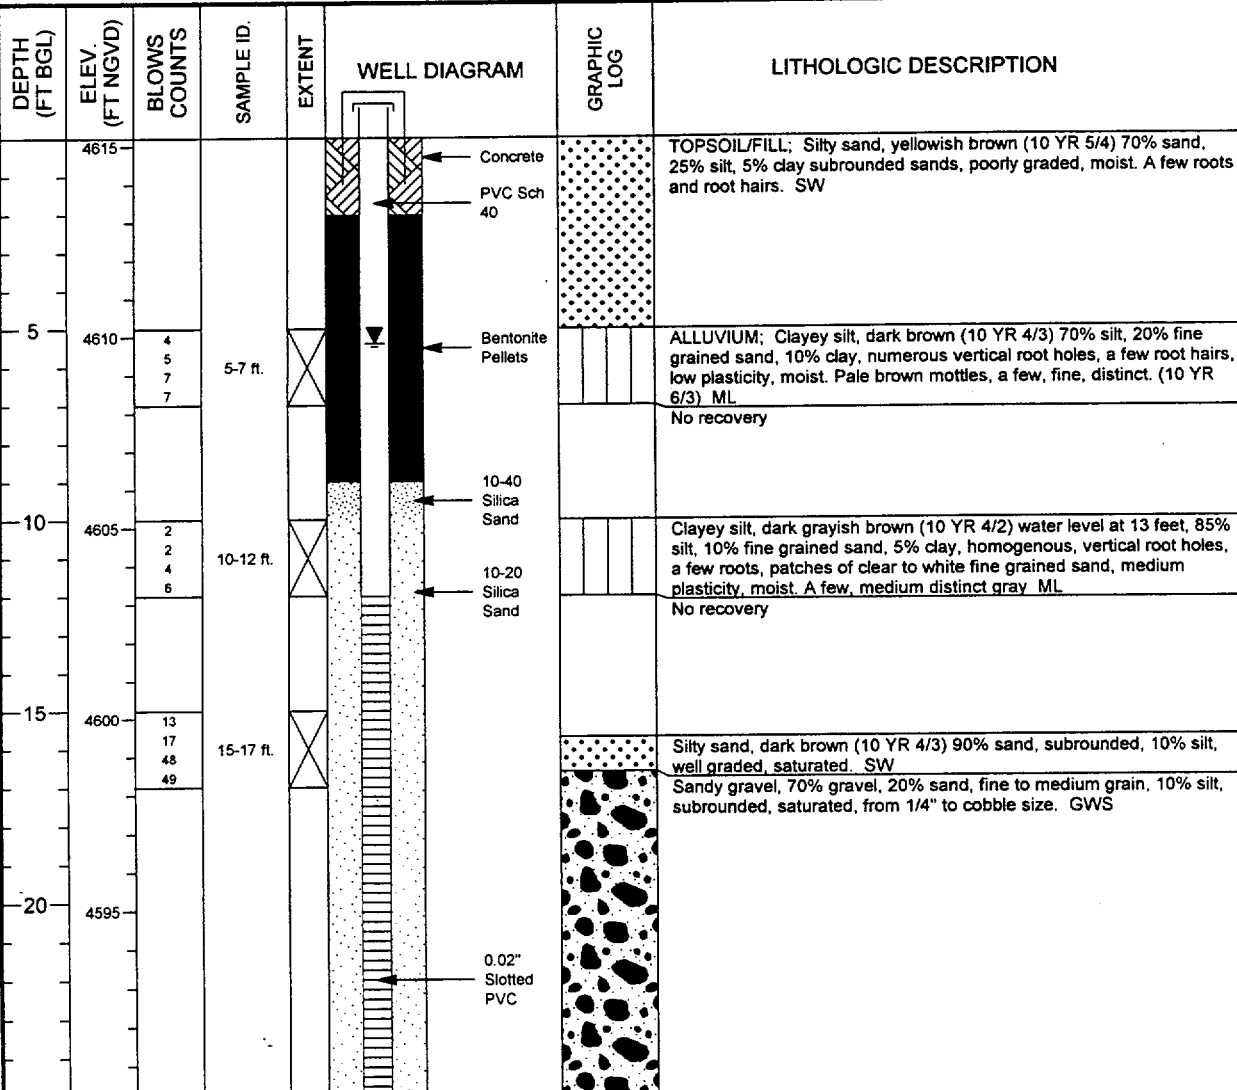 DEPTH
(FT BGL)
ELEV.
(FT NGVD)
BLOWS
COUNTS
SAMPLE ID.
EXTENT
WELL DIAGRAM
GRAPHIC
LOG
LITHOLOGIC DESCRIPTION
4615
Concrete
PVC Sch
40
TOPSOIL/FILL; Silty sand, yellowish brown (10 YR 5/4) 70% sand,
25% silt, 5% clay subrounded sands, poorly graded, moist. A few roots
and root hairs. SW
5
4610
4
5
7
7
5-7 ft.
Bentonite
Pellets
ALLUVIUM; Clayey silt, dark brown (10 YR 4/3) 70% silt, 20% fine
grained sand, 10% clay, numerous vertical root holes, a few root hairs,
low plasticity, moist. Pale brown mottles, a few, fine, distinct. (10 YR
6/3) ML
No recovery
10-40
Silica
Sand
10
4605
2
2
4
6
10-12 ft.
10-20
Silica
Sand
Clayey silt, dark grayish brown (10 YR 4/2) water level at 13 feet, 85%
silt, 10% fine grained sand, 5% clay, homogenous, vertical root holes,
a few roots, patches of clear to white fine grained sand, medium
plasticity, moist. A few, medium distinct gray ML
No recovery
15
4600
13
17
48
49
15-17 ft.
Silty sand, dark brown (10 YR 4/3) 90% sand, subrounded, 10% silt,
well graded, saturated. SW
Sandy gravel, 70% gravel, 20% sand, fine to medium grain, 10% silt,
subrounded, saturated, from 1/4" to cobble size. GWS
20
4595
0.02"
Slotted
PVC